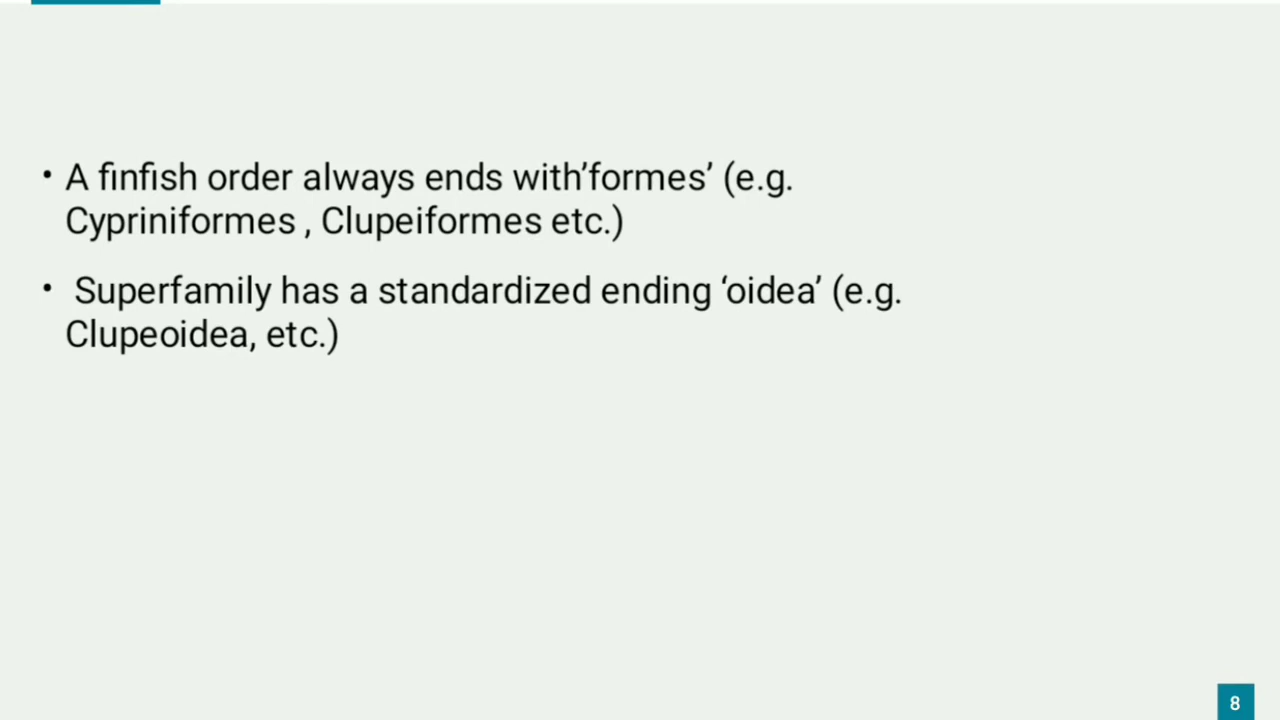 • A finfish order always ends with’formes’ (e.g.
Cypriniformes , Clupeiformes etc.)
• Superfamily has a standardized ending ‘oidea’ (e.g.
Clupeoidea, etc.)
8